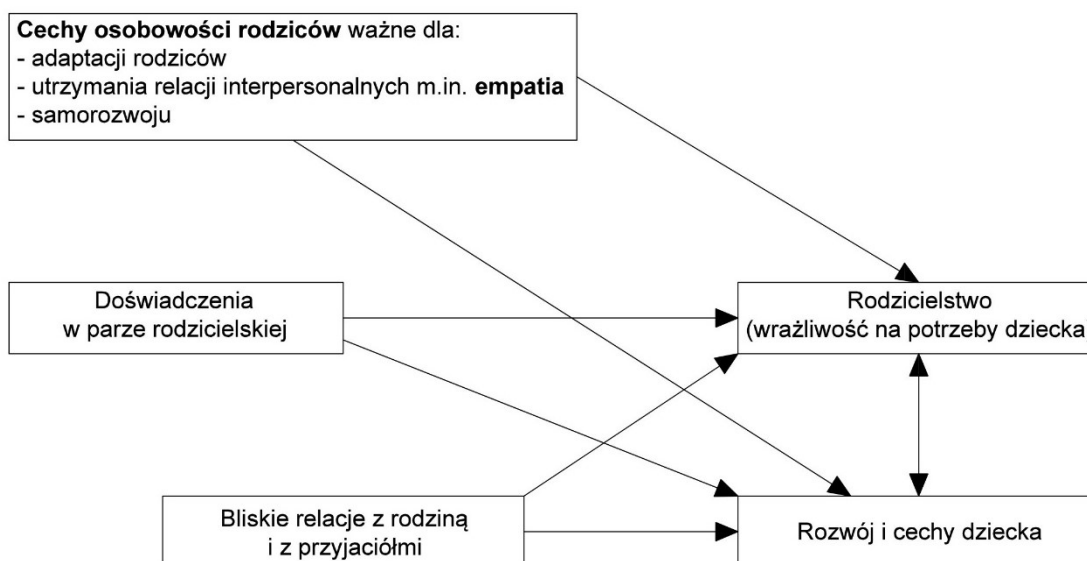 Cechy osobowości rodziców ważne dla:
- adaptacji rodziców
- utrzymania relacji interpersonalnych m.in. empatia
- samorozwoju
Doświadczenia
w parze rodzicielskiej
Rodzicielstwo
(wrażliwość na potrzeby dziecka)
Bliskie relacje z rodziną
i z przyjaciółmi
Rozwój i cechy dziecka